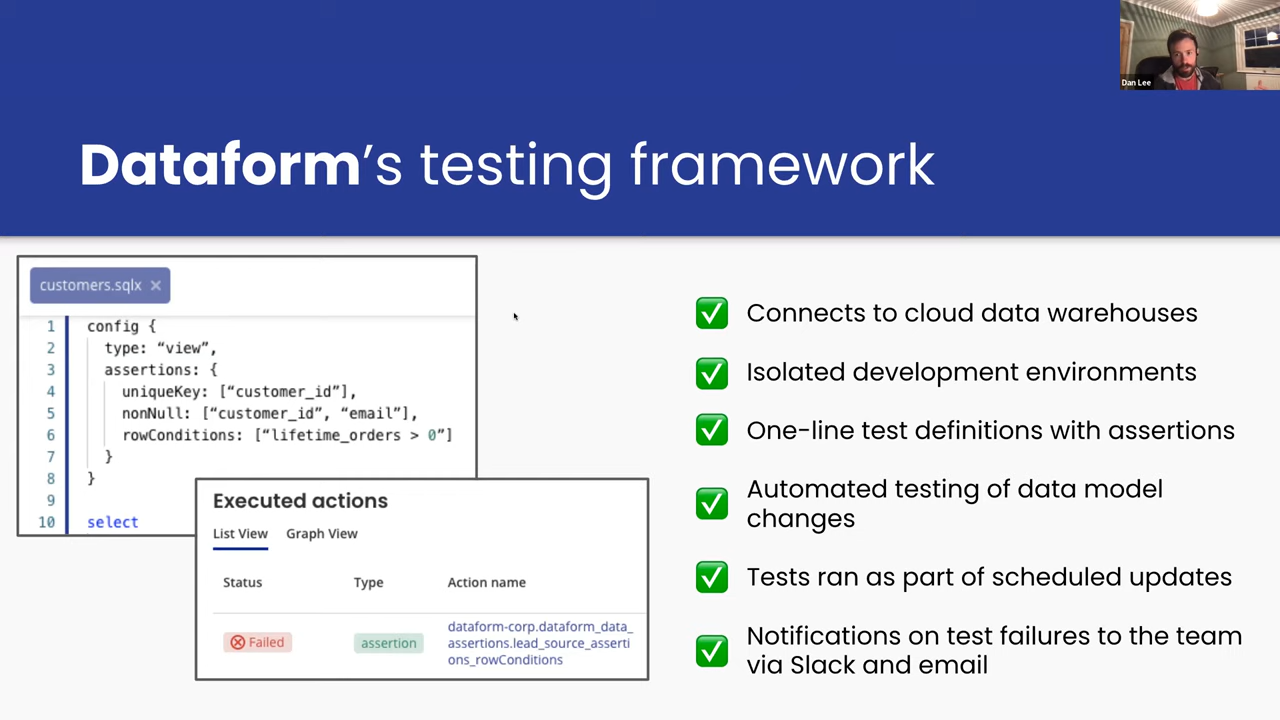 Dan Lee
Dataform’s testing framework
customers.sqlx ×
1 config {
2 type: “view”,
3 assertions: {
4 uniqueKey: [“customer_id”],
5 nonNull: [“customer_id”, “email”],
6 rowConditions: [“lifetime_orders > 0”]
7 }
8 }
9
10 select
Executed actions
List View Graph View
Status Type Action name
Failed assertion dataform-corp.dataform_data_
assertions.lead_source_asserti
ons_rowConditions
Connects to cloud data warehouses
Isolated development environments
One-line test definitions with assertions
Automated testing of data model
changes
Tests ran as part of scheduled updates
Notifications on test failures to the team
via Slack and email